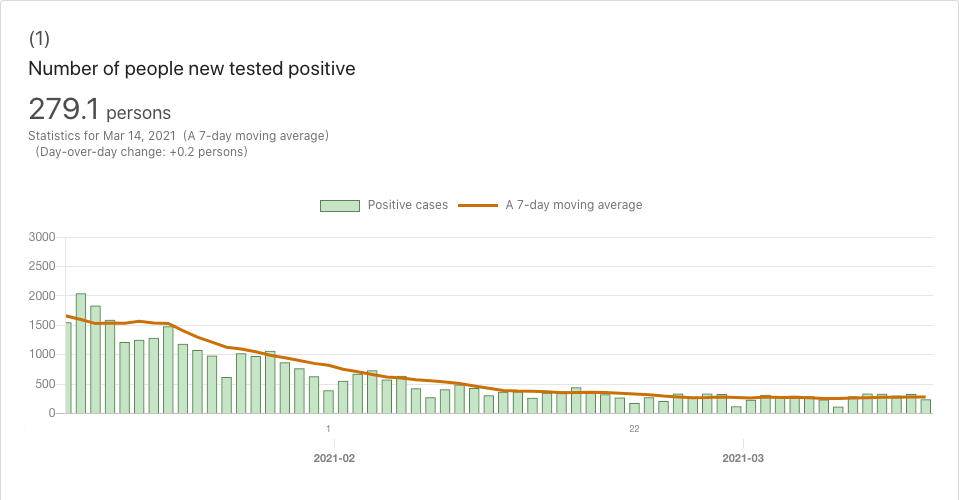 (1)
Number of people new tested positive
279.1 persons
Statistics for Mar 14, 2021 (A 7-day moving average)
(Day-over-day change: +0.2 persons)
Positive cases A 7-day moving average
3000
2500
2000
1500
1000
500
0
1 22
2021-02 2021-03